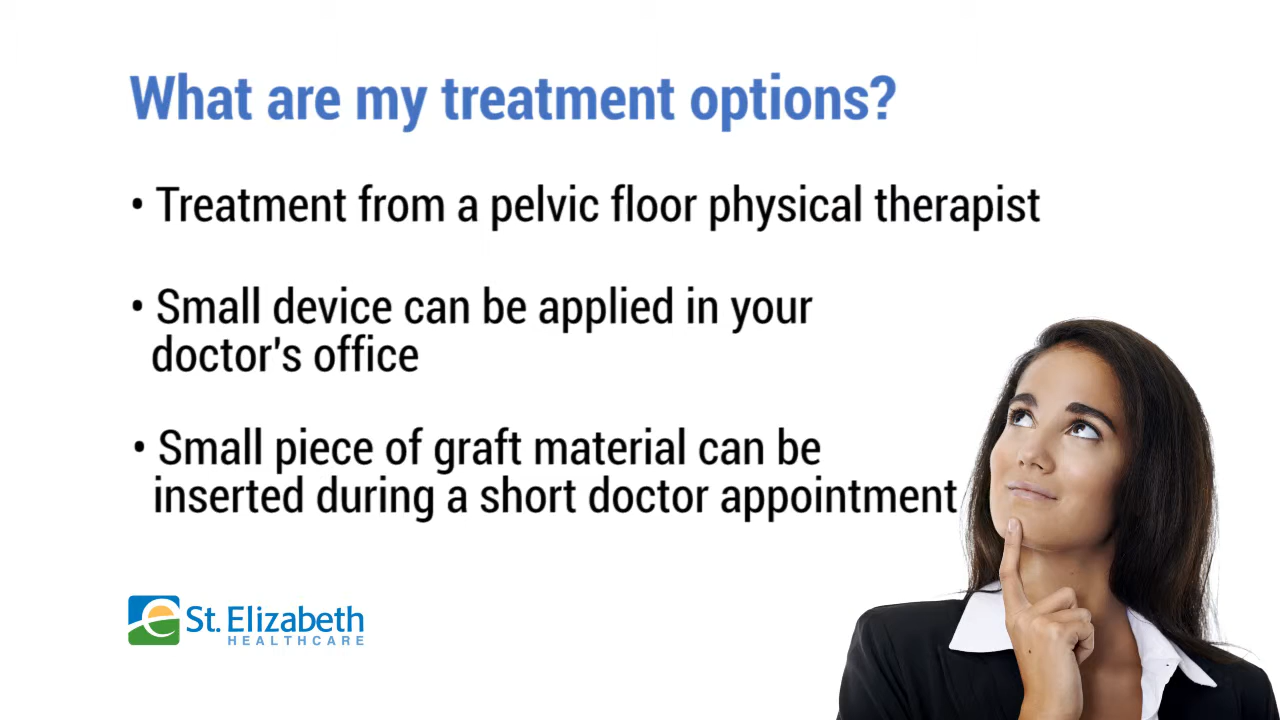 What are my treatment options?
• Treatment from a pelvic floor physical therapist
• Small device can be applied in your
doctor's office
• Small piece of graft material can be
inserted during a short doctor appointment
St. Elizabeth
HEALTHCARE